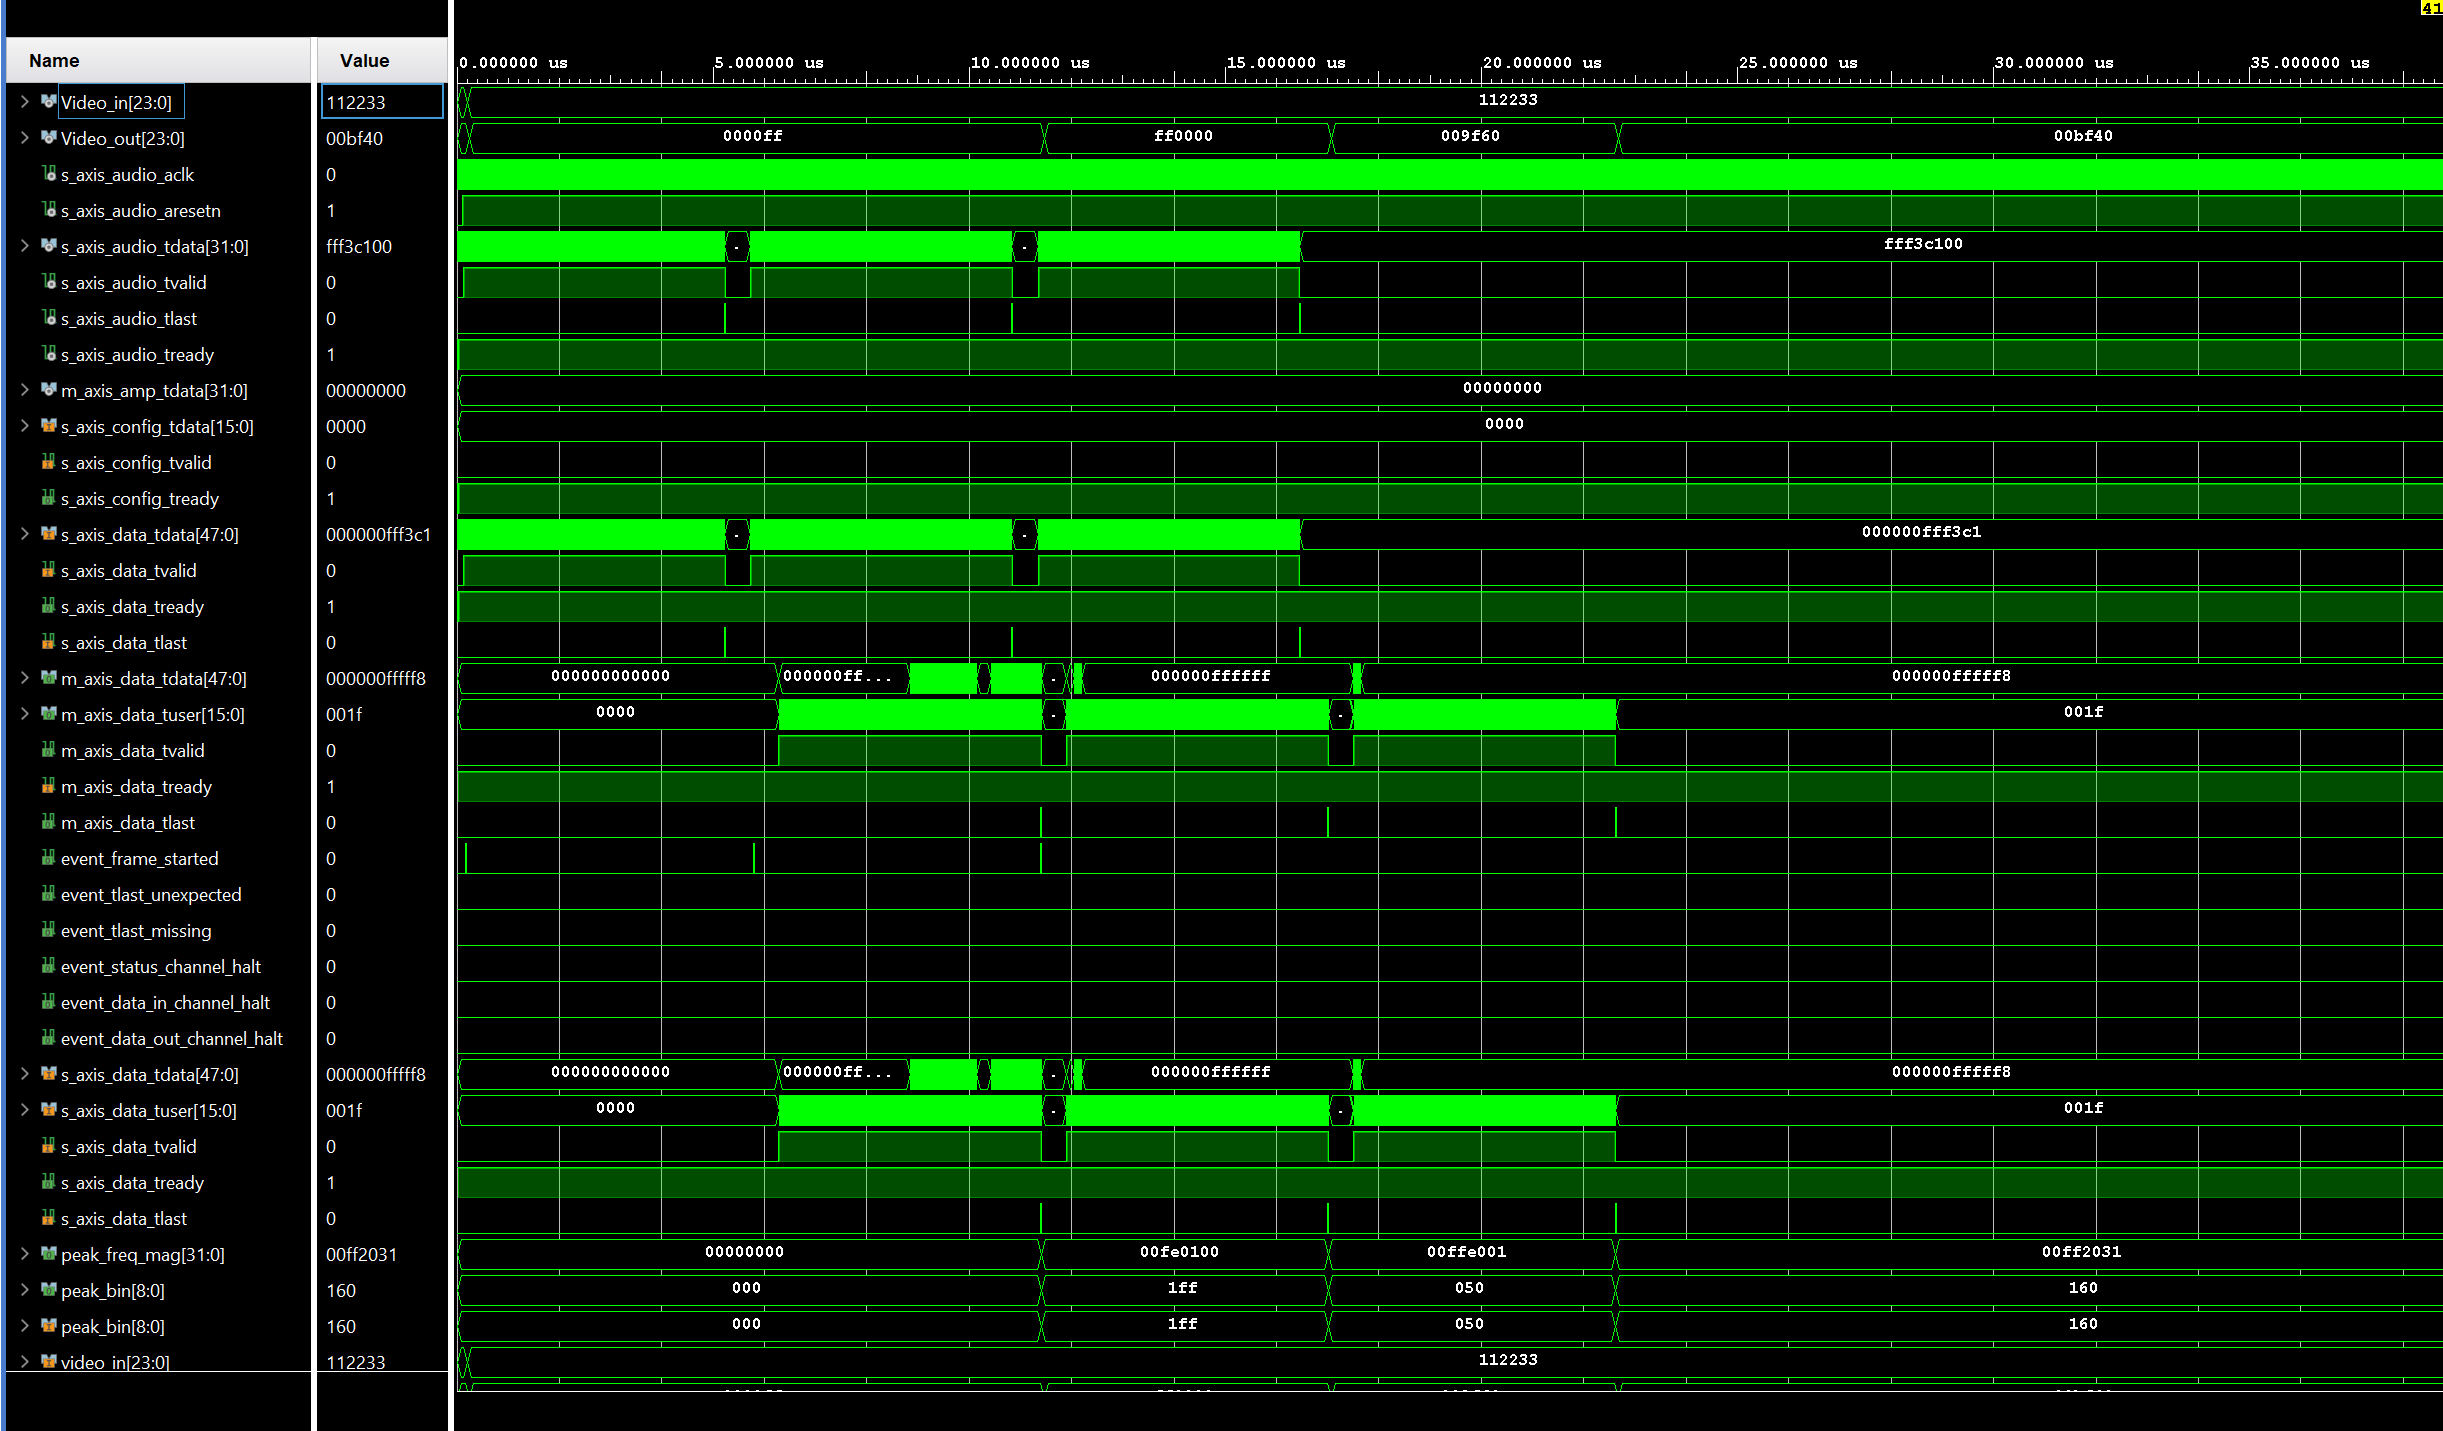 41
Name Value 0.000000 us 5.000000 us 10.000000 us 15.000000 us 20.000000 us 25.000000 us 30.000000 us 35.000000 us
Video_in[23:0] 112233 112233
Video_out[23:0] 00bf40 0000ff ff0000 009f60 00bf40
s_axis_audio_aclk 0
s_axis_audio_aresetn 1
s_axis_audio_tdata[31:0] fff3c100 . . fff3c100
s_axis_audio_tvalid 0
s_axis_audio_tlast 0
s_axis_audio_tready 1
m_axis_amp_tdata[31:0] 00000000 00000000
s_axis_config_tdata[15:0] 0000 0000
s_axis_config_tvalid 0
s_axis_config_tready 1
s_axis_data_tdata[47:0] 000000fff3c1 . . 000000fff3c1
s_axis_data_tvalid 0
s_axis_data_tready 1
s_axis_data_tlast 0
m_axis_data_tdata[47:0] 000000fffff8 000000000000 000000ff... . 000000ffffff 000000fffff8
m_axis_data_tuser[15:0] 001f 0000 . . 001f
m_axis_data_tvalid 0
m_axis_data_tready 1
m_axis_data_tlast 0
event_frame_started 0
event_tlast_unexpected 0
event_tlast_missing 0
event_status_channel_halt 0
event_data_in_channel_halt 0
event_data_out_channel_halt 0
s_axis_data_tdata[47:0] 000000fffff8 000000000000 000000ff... . 000000ffffff 000000fffff8
s_axis_data_tuser[15:0] 001f 0000 . . 001f
s_axis_data_tvalid 0
s_axis_data_tready 1
s_axis_data_tlast 0
peak_freq_mag[31:0] 00ff2031 00000000 00fe0100 00ffe001 00ff2031
peak_bin[8:0] 160 000 1ff 050 160
peak_bin[8:0] 160 000 1ff 050 160
video_in[23:0] 112233 112233